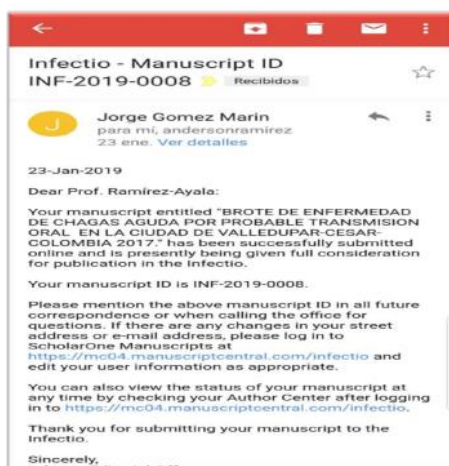 Infectio - Manuscript ID
INF-2019-0008 Recibidos
J
Jorge Gomez Marin
para mí, andersonramirez
23 ene. Ver detalles
23-Jan-2019
Dear Prof. Ramírez-Ayala:
Your manuscript entitled "BROTE DE ENFERMEDAD
DE CHAGAS AGUDA POR PROBABLE TRANSMISION
ORAL EN LA CIUDAD DE VALLEDUPAR-CESAR-
COLOMBIA 2017." has been successfully submitted
online and is presently being given full consideration
for publication in the Infectio.
Your manuscript ID is INF-2019-0008.
Please mention the above manuscript ID in all future
correspondence or when calling the office for
questions. If there are any changes in your street
address or e-mail address, please log in to
ScholarOne Manuscripts at
https://mc04.manuscriptcentral.com/infectio and
edit your user information as appropriate.
You can also view the status of your manuscript at
any time by checking your Author Center after logging
in to https://mc04.manuscriptcentral.com/infectio.
Thank you for submitting your manuscript to the
Infectio.
Sincerely,